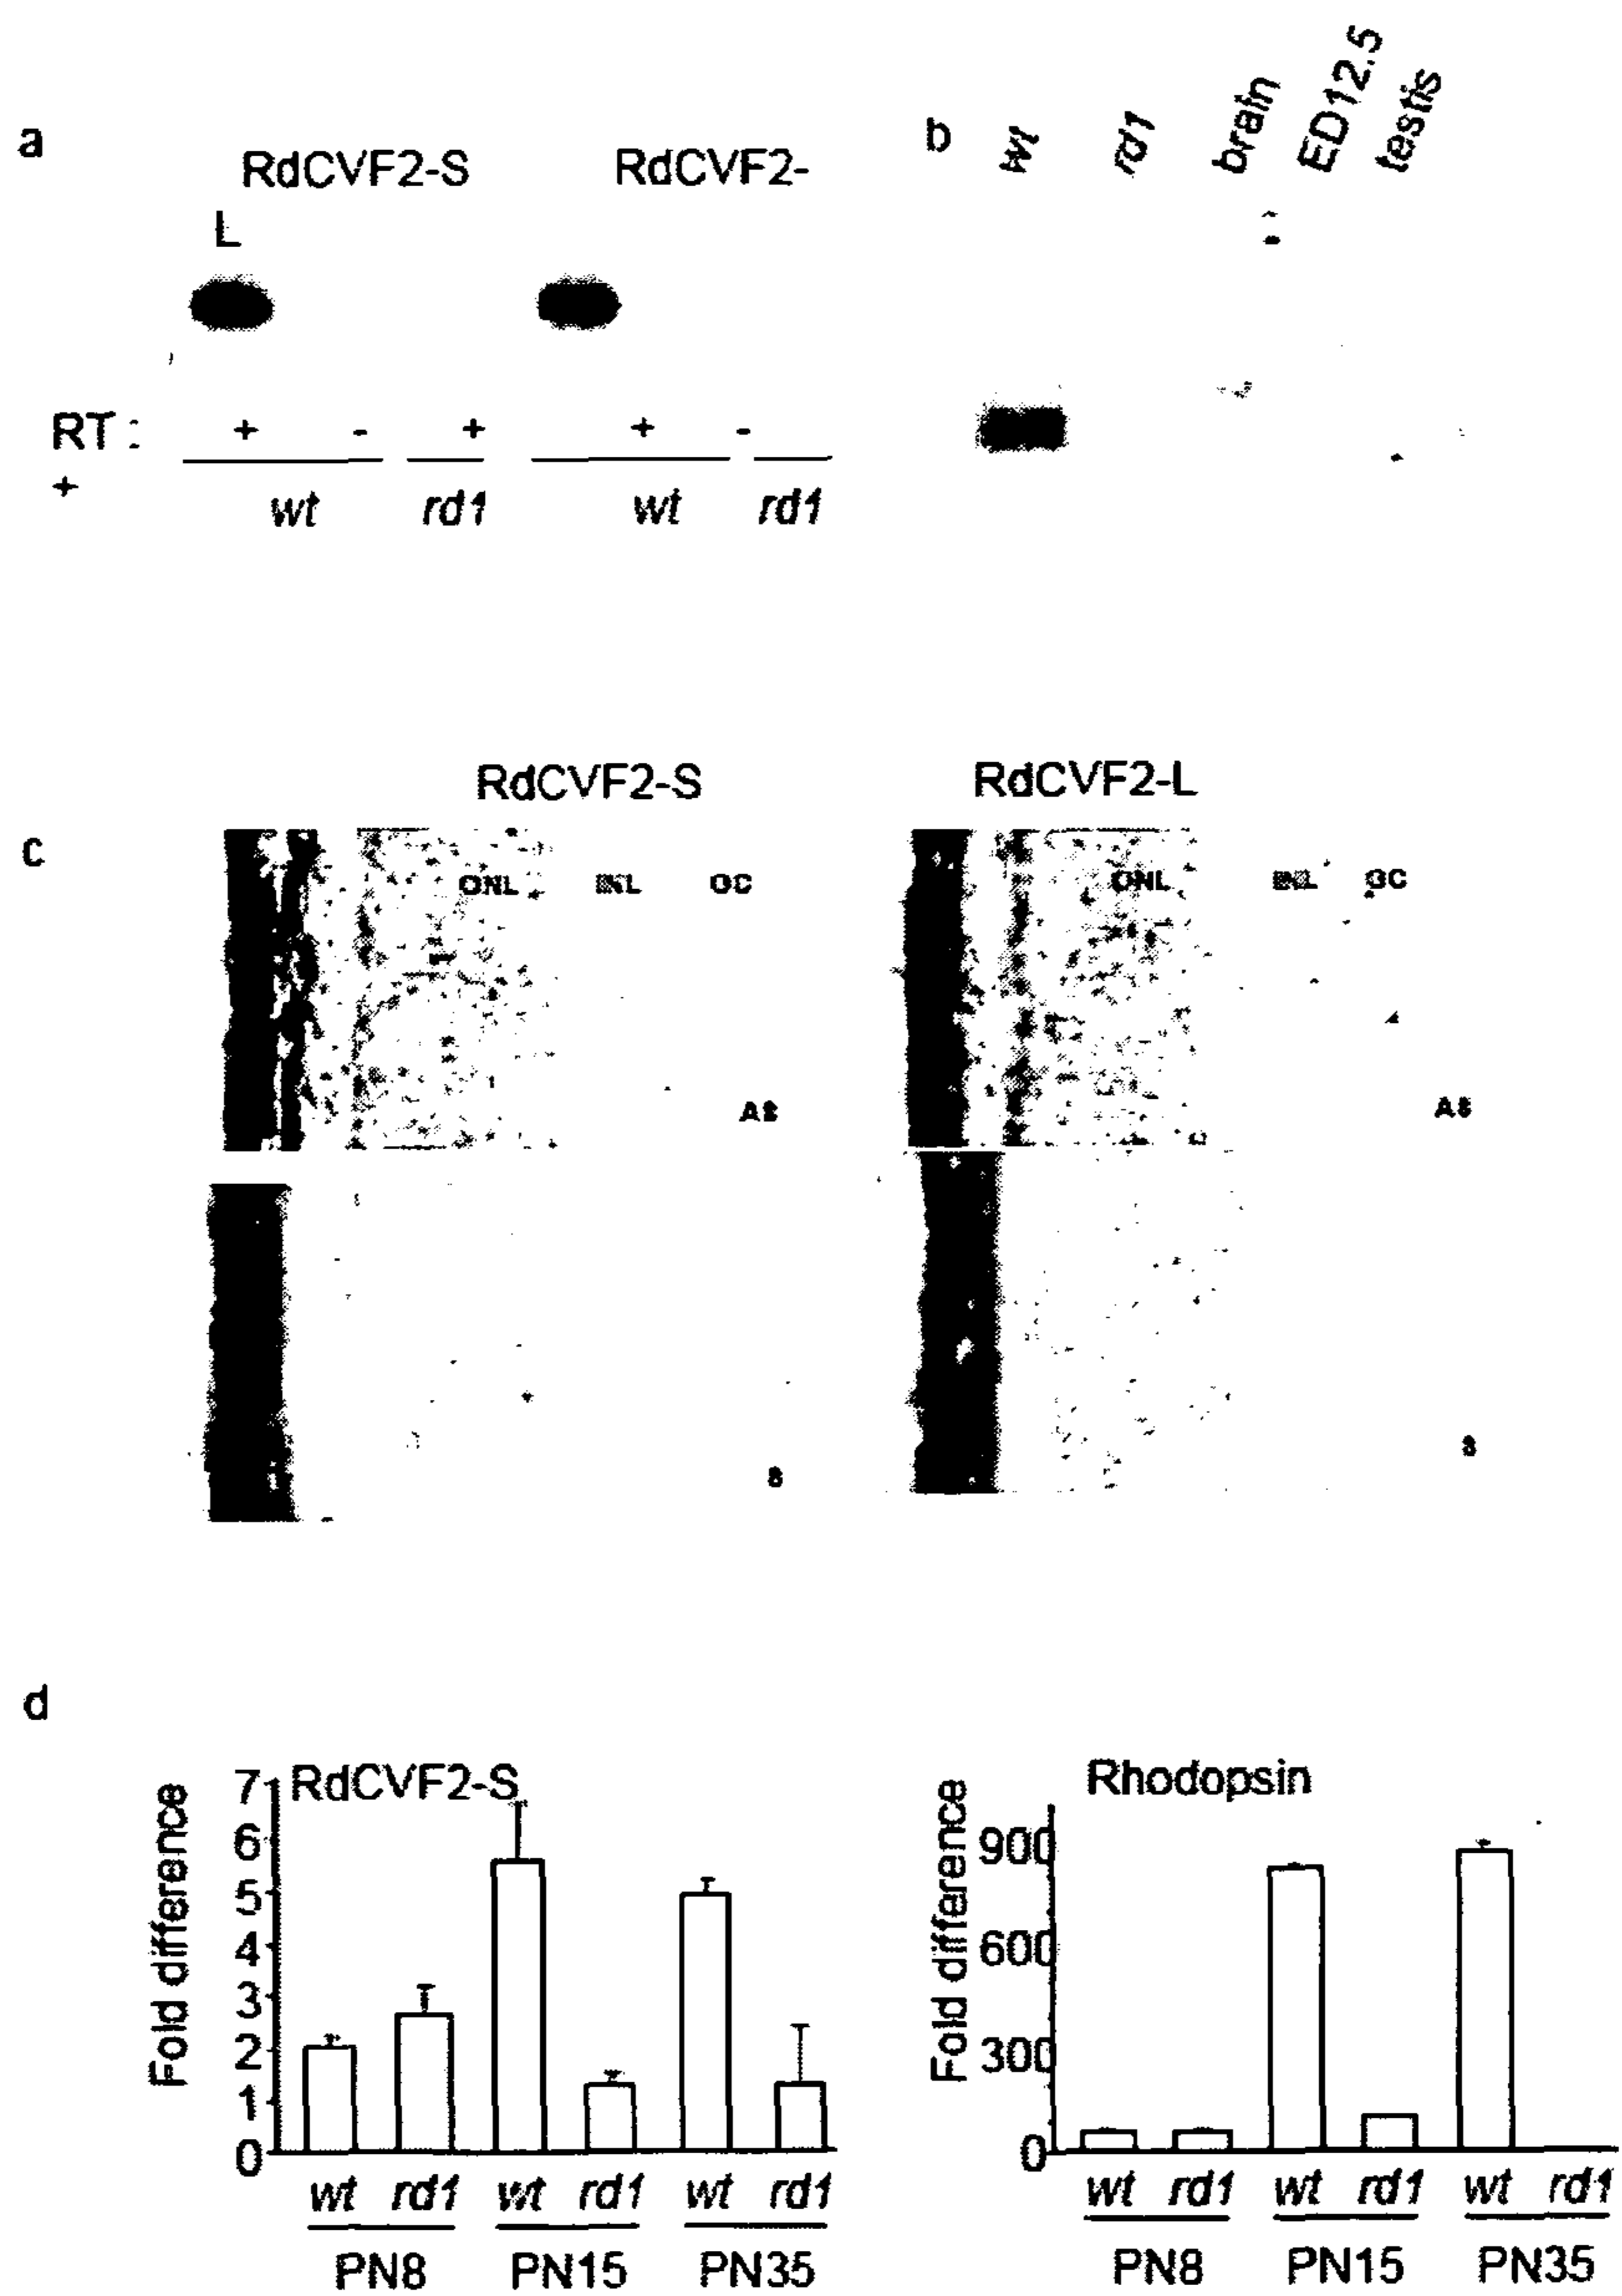 a
RdCVF2-S RdCVF2-
L
RT : + - + + -
+
wt rd1 wt rd1
b
wt rd1 brain ED12.5 testis
c
RdCVF2-S RdCVF2-L
ONL INL GC ONL INL GC
AS AS
S S
d
RdCVF2-S
Fold difference
7
6
5
4
3
2
1
0
wt rd1 wt rd1 wt rd1
PN8 PN15 PN35
Rhodopsin
Fold difference
900
600
300
0
wt rd1 wt rd1 wt rd1
PN8 PN15 PN35